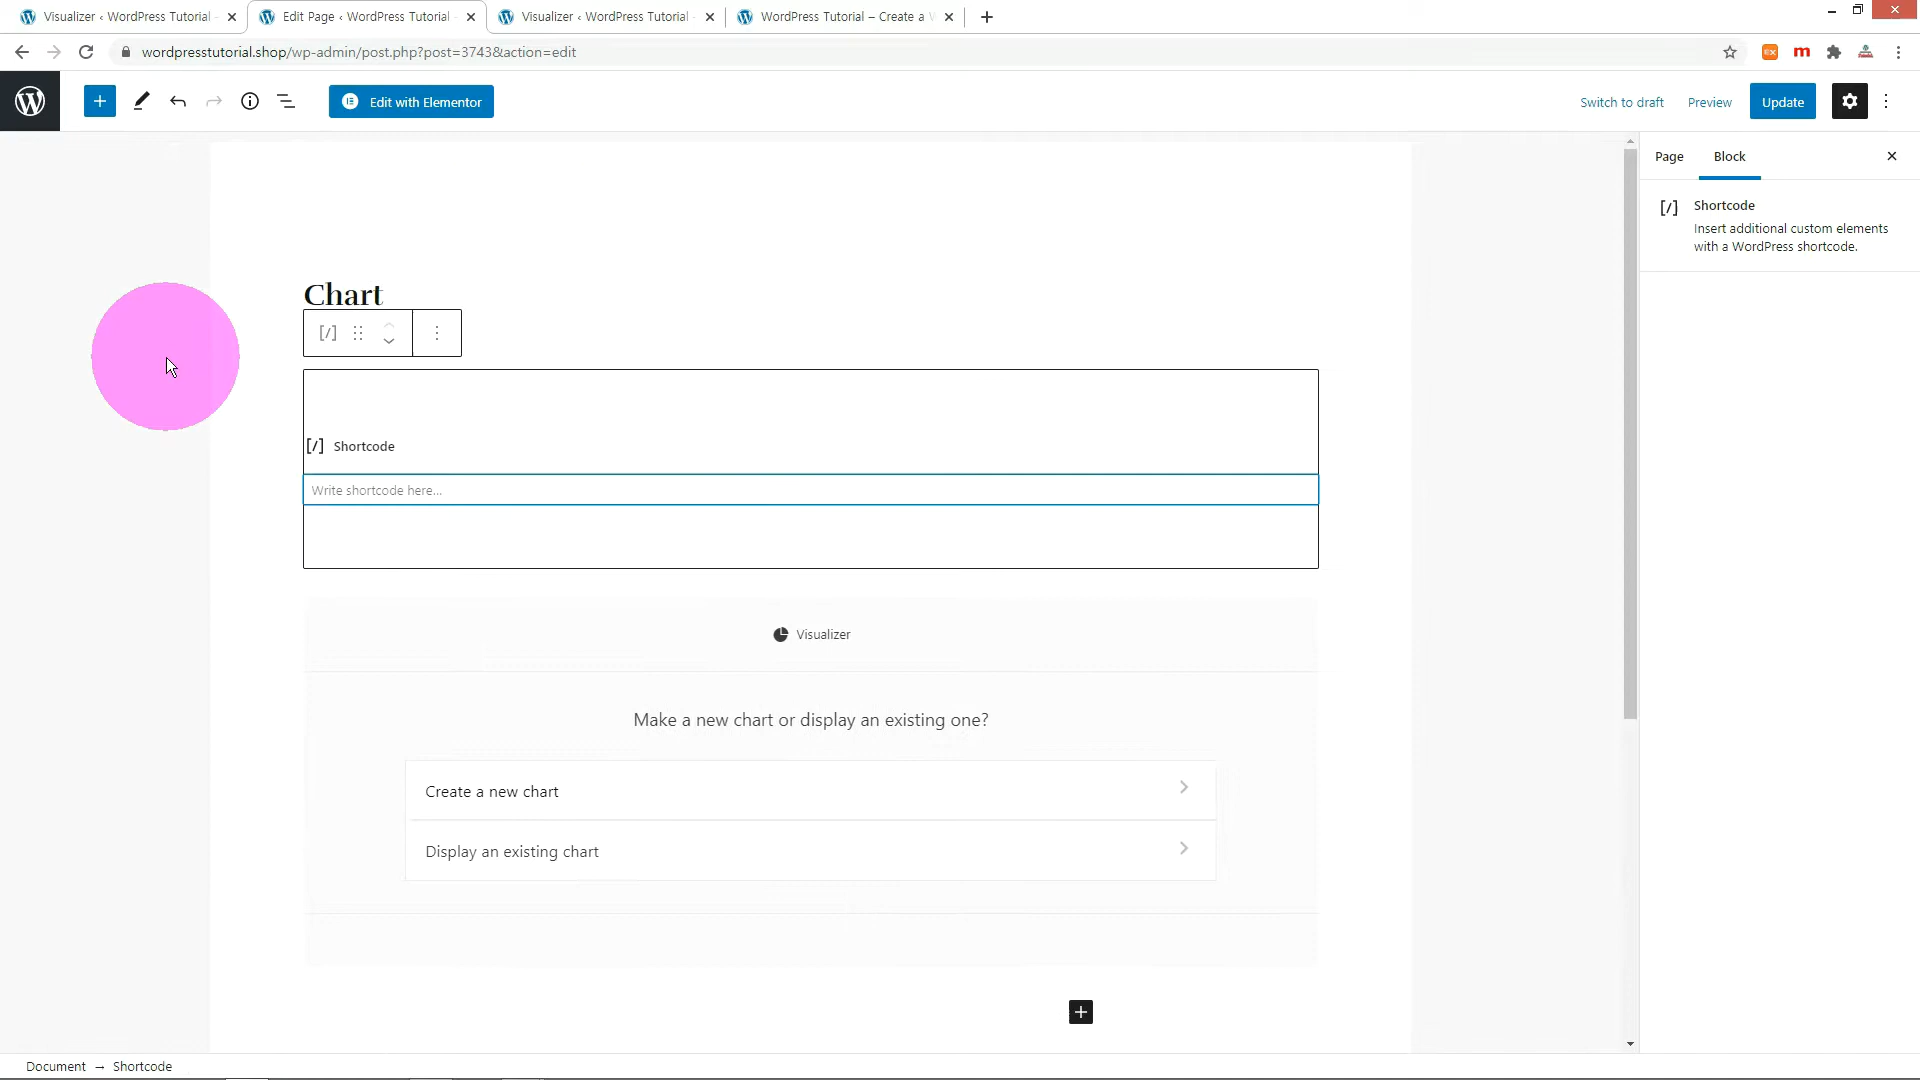 Visualizer ‹ WordPress Tutorial
Edit Page ‹ WordPress Tutorial
Visualizer ‹ WordPress Tutorial
WordPress Tutorial – Create a
wordpresstutorial.shop/wp-admin/post.php?post=3743&action=edit
Edit with Elementor
Switch to draft
Preview
Update
Page
Block
[/] Shortcode
Insert additional custom elements
with a WordPress shortcode.
Chart
[/]
[/] Shortcode
Write shortcode here...
Visualizer
Make a new chart or display an existing one?
Create a new chart
Display an existing chart
Document → Shortcode